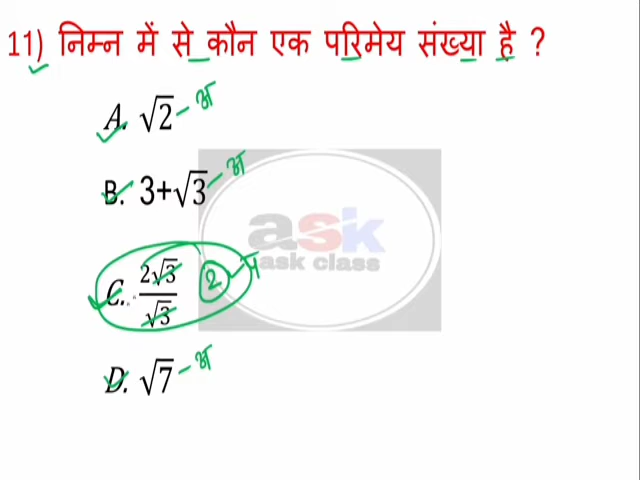 11) निम्न में से कौन एक परिमेय संख्या है ?
A. √2 – अ
B. 3+√3 – अ
ask
ask class
C. 2√3/√3 2 प
D. √7 – अ